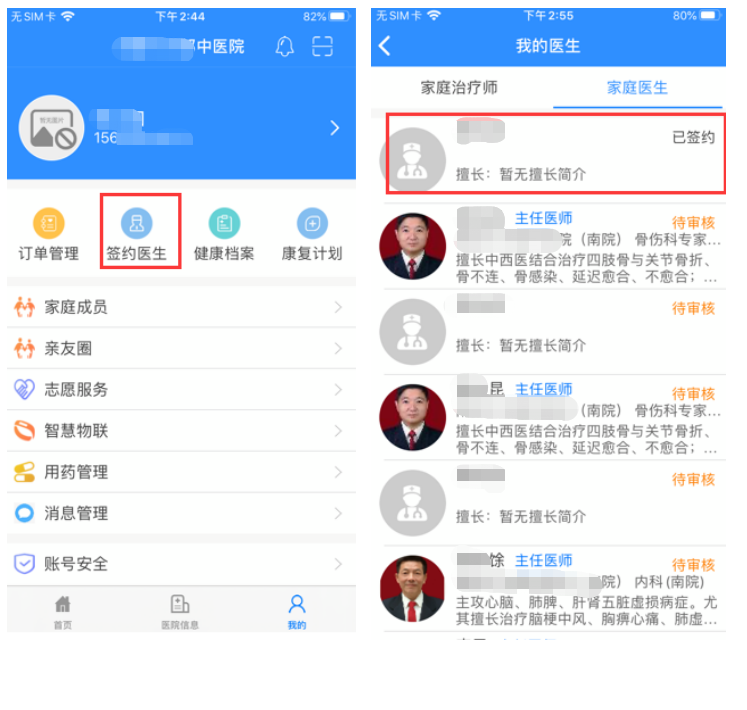 无SIM卡 下午2:44 82%
中医院
暂无图片
156
订单管理 签约医生 健康档案 康复计划
家庭成员
亲友圈
志愿服务
智慧物联
用药管理
消息管理
账号安全
首页 医院信息 我的
无SIM卡 下午2:55 80%
我的医生
家庭治疗师 家庭医生
已签约
擅长：暂无擅长简介
主任医师 待审核
院（南院） 骨伤科专家...
擅长中西医结合治疗四肢骨与关节骨折、
骨不连、骨感染、延迟愈合、不愈合；...
待审核
擅长：暂无擅长简介
昆 主任医师 待审核
（南院） 骨伤科专家...
擅长中西医结合治疗四肢骨与关节骨折、
骨不连、骨感染、延迟愈合、不愈合；...
待审核
擅长：暂无擅长简介
馀 主任医师 待审核
院） 内科(南院)
主攻心脑、肺脾、肝肾五脏虚损病症。尤
其擅长治疗脑梗中风、胸痹心痛、肺虚...